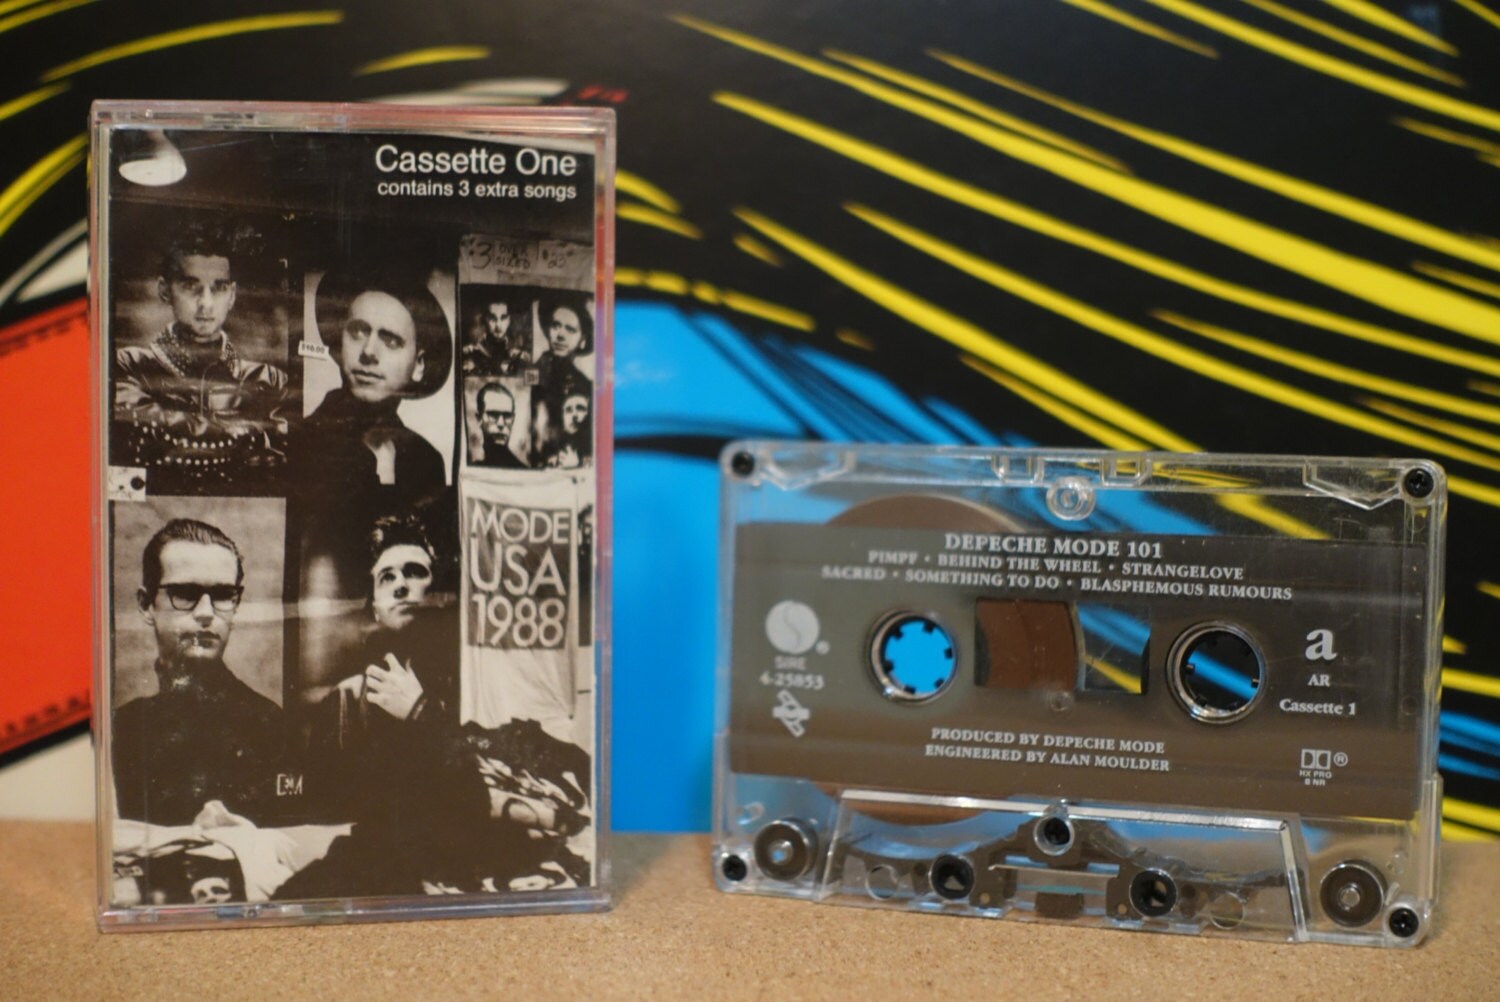 Cassette One
contains 3 extra songs
MODE
USA
1988
DEPECHE MODE 101
PIMPF • BEHIND THE WHEEL • STRANGELOVE
SACRED • SOMETHING TO DO • BLASPHEMOUS RUMOURS
®
SIRE
4-25853
a
AR
Cassette 1
PRODUCED BY DEPECHE MODE
ENGINEERED BY ALAN MOULDER
®
HX PRO
B NR